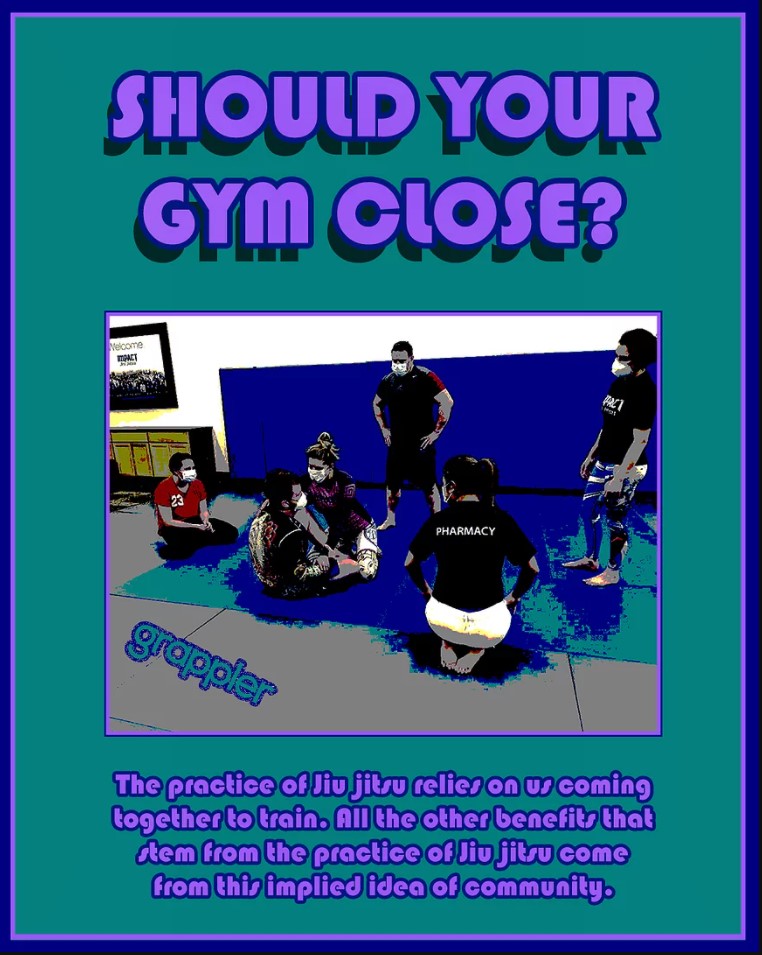 SHOULD YOUR
GYM CLOSE?
Welcome
IMPACT
23
IMPACT
PHARMACY
grappler
The practice of Jiu jitsu relies on us coming
together to train. All the other benefits that
stem from the practice of Jiu jitsu come
from this implied idea of community.